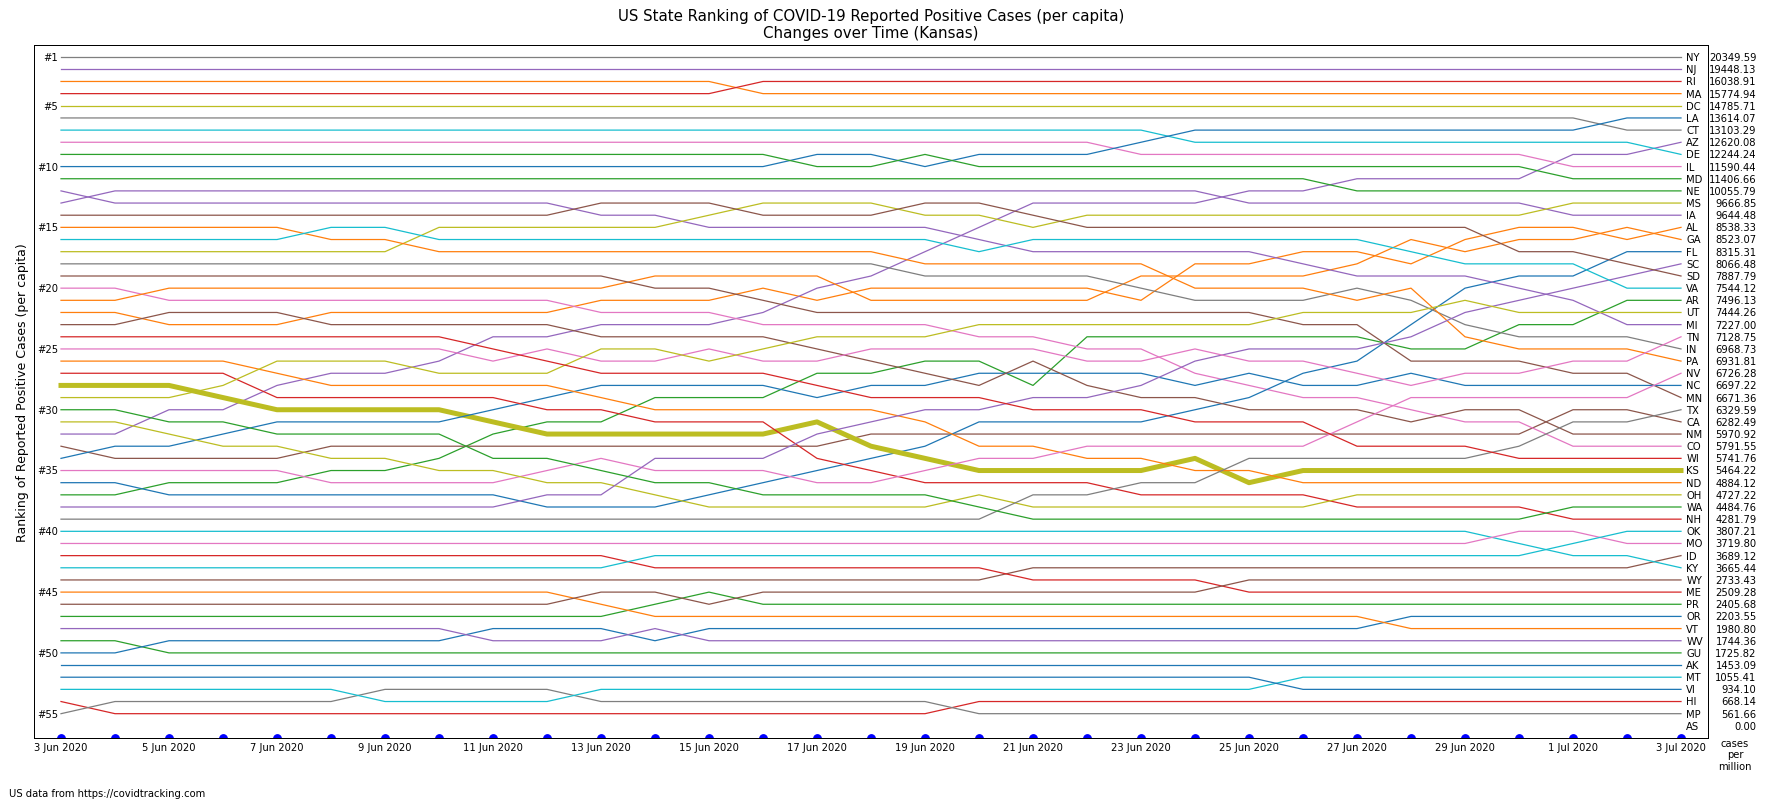 US State Ranking of COVID-19 Reported Positive Cases (per capita)
Changes over Time (Kansas)
Ranking of Reported Positive Cases (per capita)
#1
#5
#10
#15
#20
#25
#30
#35
#40
#45
#50
#55
NY 20349.59
NJ 19448.13
RI 16038.91
MA 15774.94
DC 14785.71
LA 13614.07
CT 13103.29
AZ 12620.08
DE 12244.24
IL 11590.44
MD 11406.66
NE 10055.79
MS 9666.85
IA 9644.48
AL 8538.33
GA 8523.07
FL 8315.31
SC 8066.48
SD 7887.79
VA 7544.12
AR 7496.13
UT 7444.26
MI 7227.00
TN 7128.75
IN 6968.73
PA 6931.81
NV 6726.28
NC 6697.22
MN 6671.36
TX 6329.59
CA 6282.49
NM 5970.92
CO 5791.55
WI 5741.76
KS 5464.22
ND 4884.12
OH 4727.22
WA 4484.76
NH 4281.79
OK 3807.21
MO 3719.80
ID 3689.12
KY 3665.44
WY 2733.43
ME 2509.28
PR 2405.68
OR 2203.55
VT 1980.80
WV 1744.36
GU 1725.82
AK 1453.09
MT 1055.41
VI 934.10
HI 668.14
MP 561.66
AS 0.00
3 Jun 2020 5 Jun 2020 7 Jun 2020 9 Jun 2020 11 Jun 2020 13 Jun 2020 15 Jun 2020 17 Jun 2020 19 Jun 2020 21 Jun 2020 23 Jun 2020 25 Jun 2020 27 Jun 2020 29 Jun 2020 1 Jul 2020 3 Jul 2020
cases
per
million
US data from https://covidtracking.com